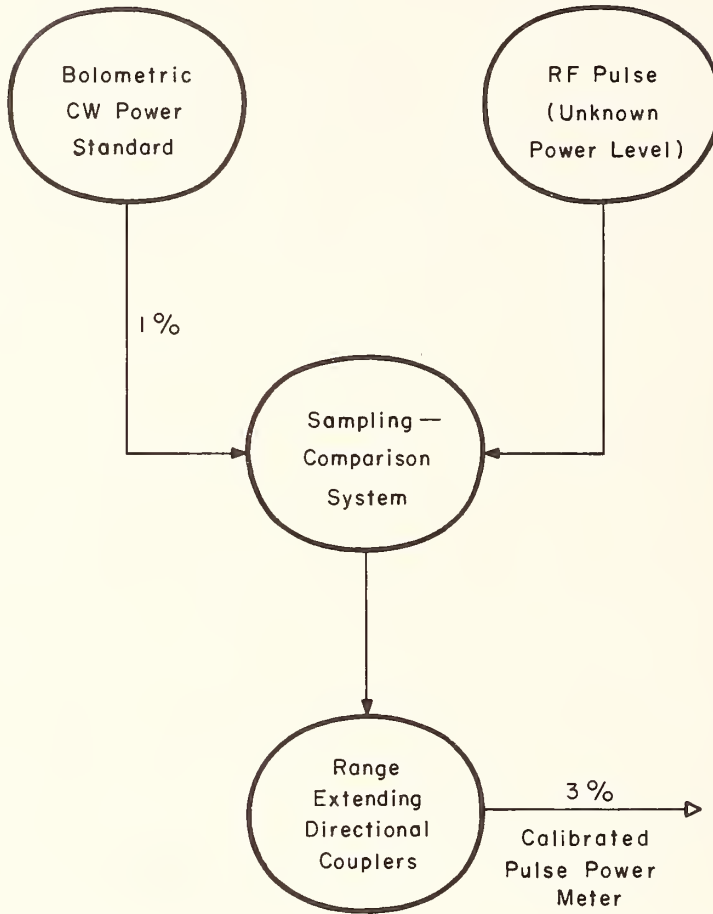 Bolometric
CW Power
Standard
RF Pulse
(Unknown
Power Level)
1%
Sampling —
Comparison
System
Range
Extending
Directional
Couplers
3%
Calibrated
Pulse Power
Meter